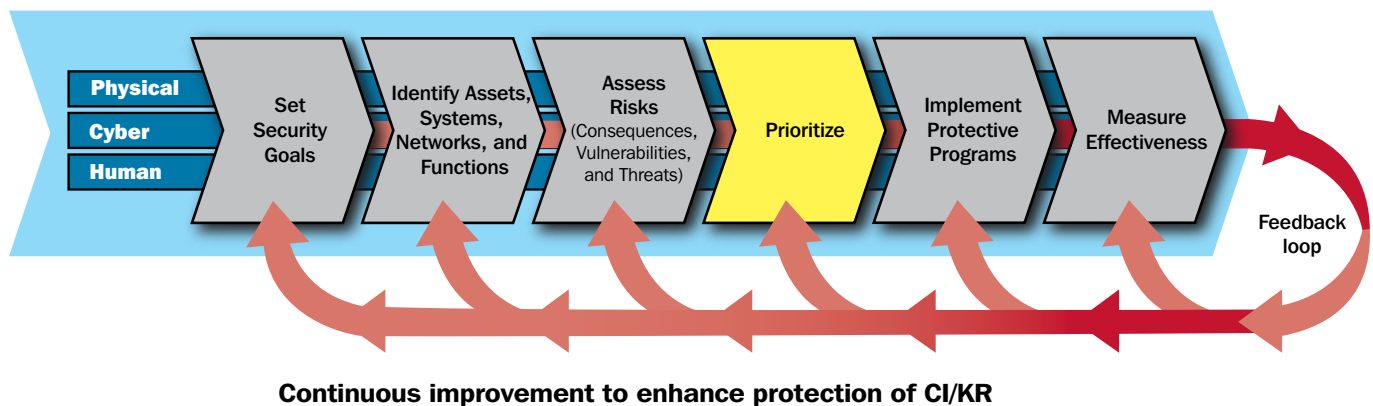 Physical
Cyber
Human
Set
Security
Goals
Identify Assets,
Systems,
Networks, and
Functions
Assess
Risks
(Consequences,
Vulnerabilities,
and Threats)
Prioritize
Implement
Protective
Programs
Measure
Effectiveness
Feedback
loop
Continuous improvement to enhance protection of CI/KR